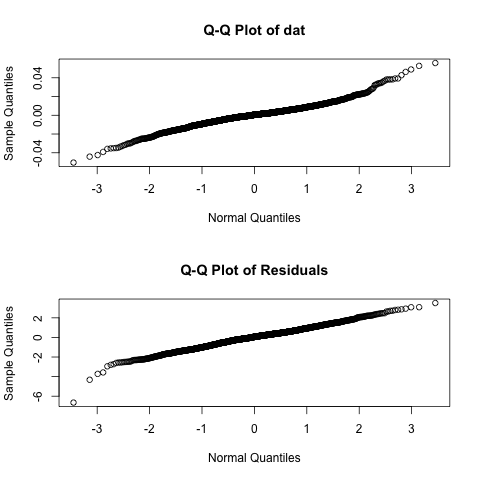 Q-Q Plot of dat
Sample Quantiles
0.04
0.00
-0.04
-3 -2 -1 0 1 2 3
Normal Quantiles
Q-Q Plot of Residuals
Sample Quantiles
2
0
-2
-6
-3 -2 -1 0 1 2 3
Normal Quantiles